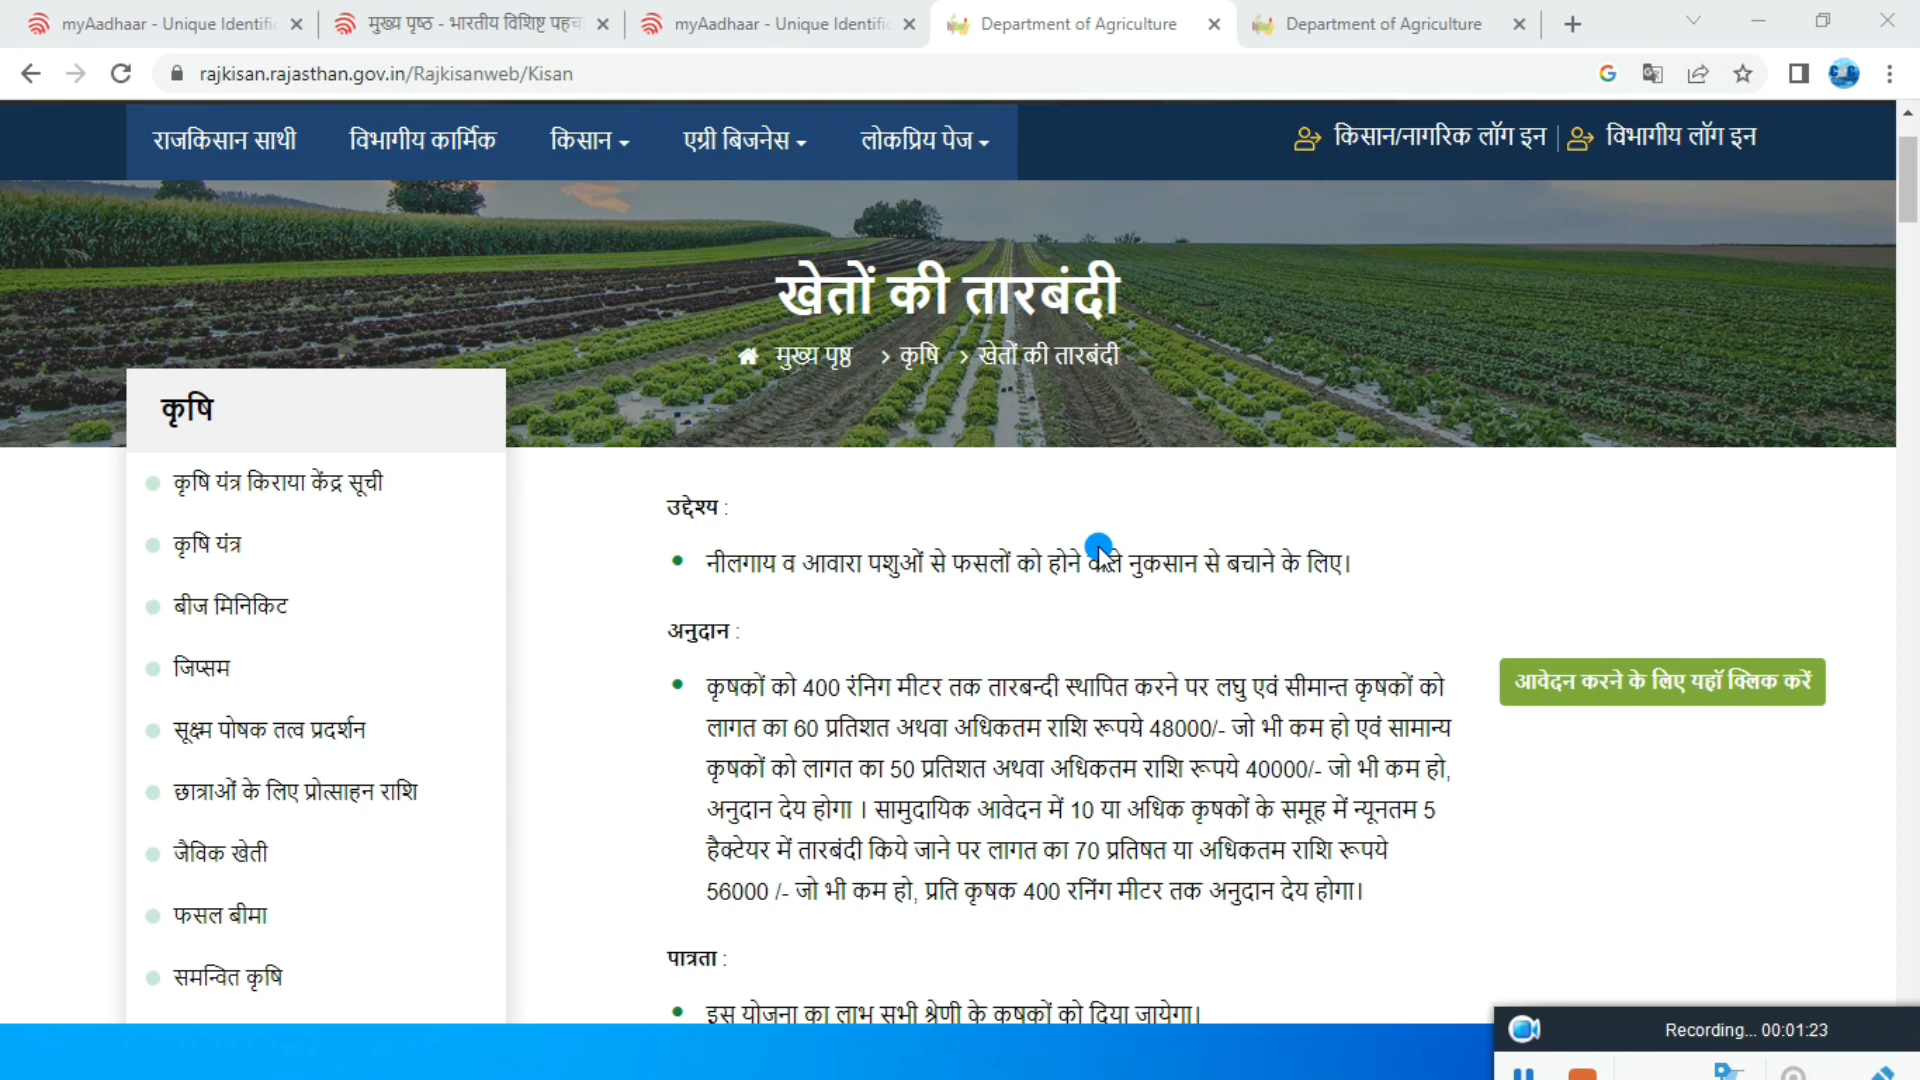 myAadhaar - Unique Identific
मुख्य पृष्ठ - भारतीय विशिष्ट पहचा
myAadhaar - Unique Identific
Department of Agriculture
Department of Agriculture
rajkisan.rajasthan.gov.in/Rajkisanweb/Kisan
राजकिसान साथी
विभागीय कार्मिक
किसान
एग्री बिजनेस
लोकप्रिय पेज
किसान/नागरिक लॉग इन
विभागीय लॉग इन
खेतों की तारबंदी
मुख्य पृष्ठ > कृषि > खेतों की तारबंदी
कृषि
कृषि यंत्र किराया केंद्र सूची
कृषि यंत्र
बीज मिनिकिट
जिप्सम
सूक्ष्म पोषक तत्व प्रदर्शन
छात्राओं के लिए प्रोत्साहन राशि
जैविक खेती
फसल बीमा
समन्वित कृषि
उद्देश्य :
नीलगाय व आवारा पशुओं से फसलों को होने वाले नुकसान से बचाने के लिए।
अनुदान :
कृषकों को 400 रंनिग मीटर तक तारबन्दी स्थापित करने पर लघु एवं सीमान्त कृषकों को
लागत का 60 प्रतिशत अथवा अधिकतम राशि रूपये 48000/- जो भी कम हो एवं सामान्य
कृषकों को लागत का 50 प्रतिशत अथवा अधिकतम राशि रूपये 40000/- जो भी कम हो,
अनुदान देय होगा । सामुदायिक आवेदन में 10 या अधिक कृषकों के समूह में न्यूनतम 5
हैक्टेयर में तारबंदी किये जाने पर लागत का 70 प्रतिषत या अधिकतम राशि रूपये
56000 /- जो भी कम हो, प्रति कृषक 400 रनिंग मीटर तक अनुदान देय होगा।
आवेदन करने के लिए यहाँ क्लिक करें
पात्रता :
इस योजना का लाभ सभी श्रेणी के कृषकों को दिया जायेगा।
Recording... 00:01:23